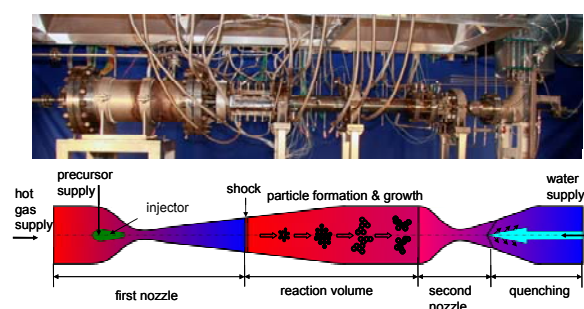 precursor
supply
water
supply
hot
gas
supply
injector
shock
particle formation & growth
first nozzle
reaction volume
second
nozzle
quenching